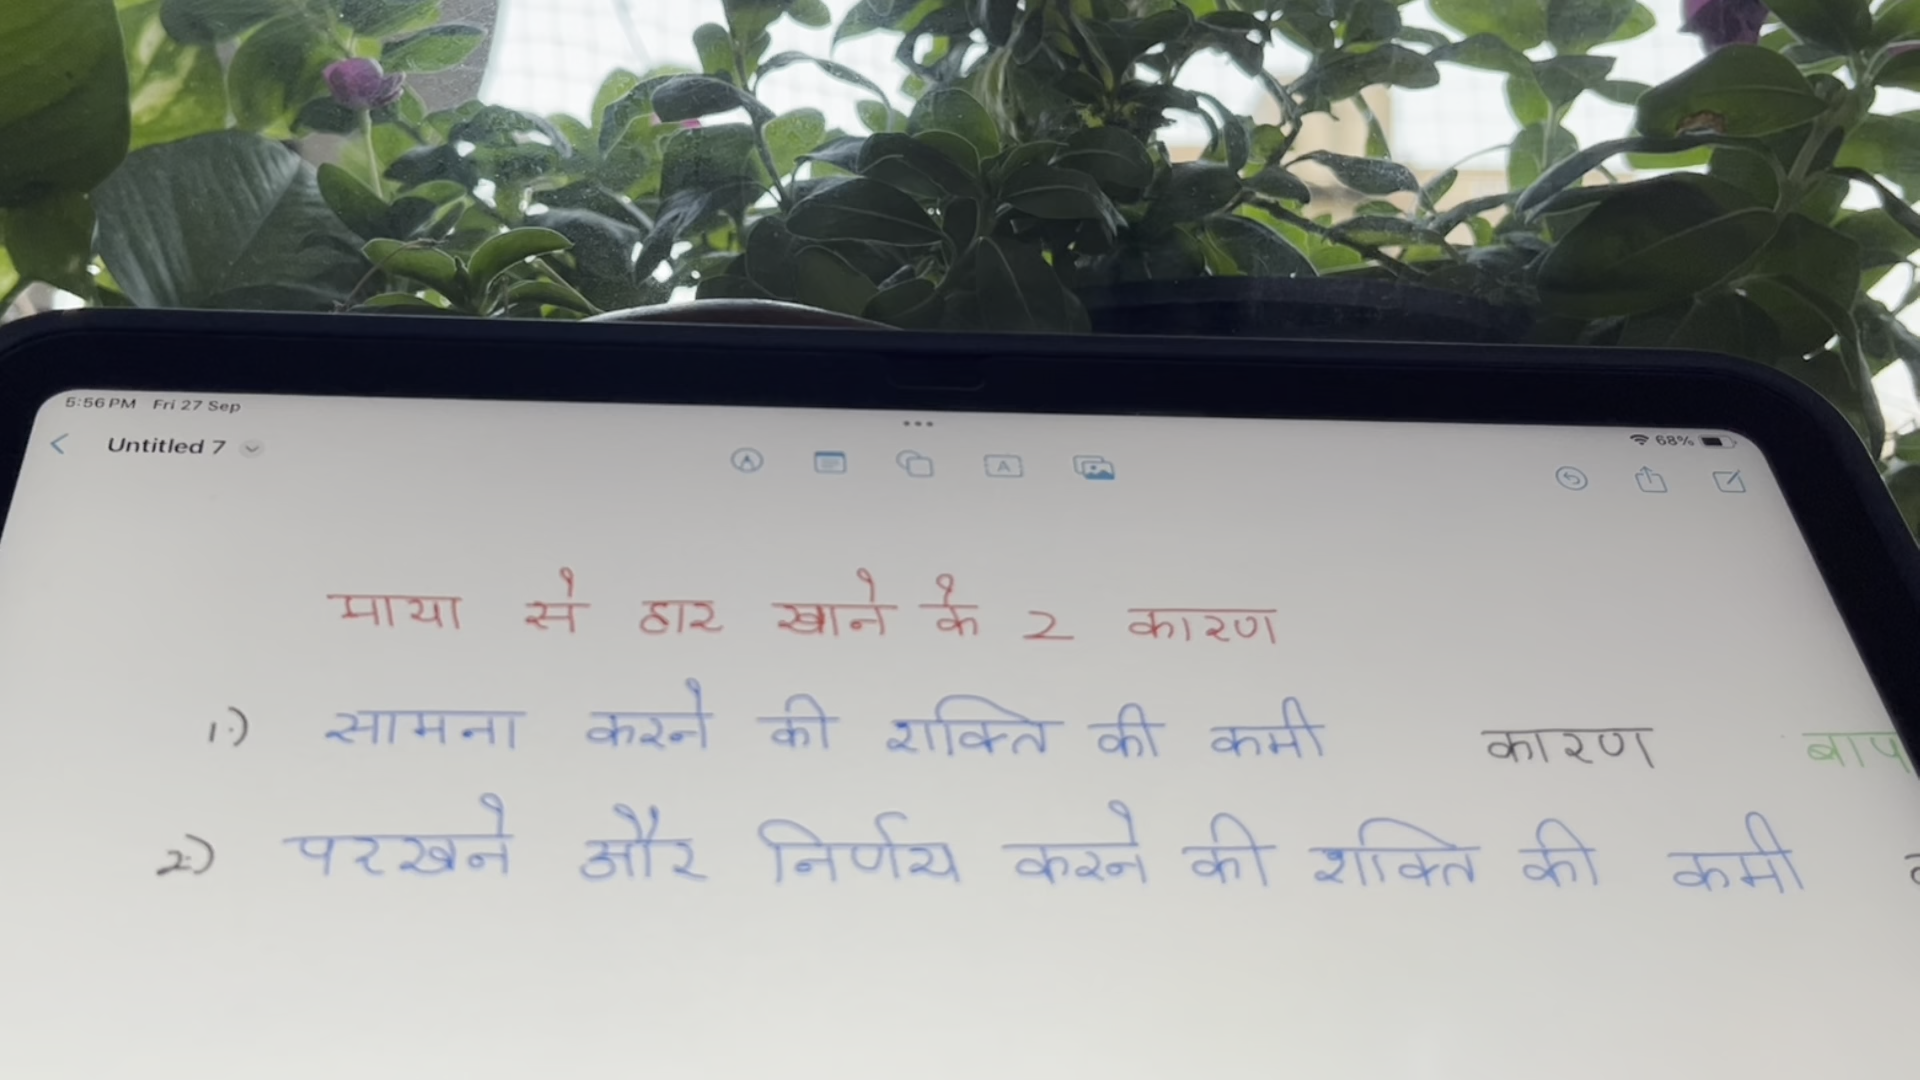 5:56 PM Fri 27 Sep
68%
Untitled 7
माया से हार खाने के 2 कारण
1.) सामना करने की शक्ति की कमी कारण बाप
2.) परखने और निर्णय करने की शक्ति की कमी